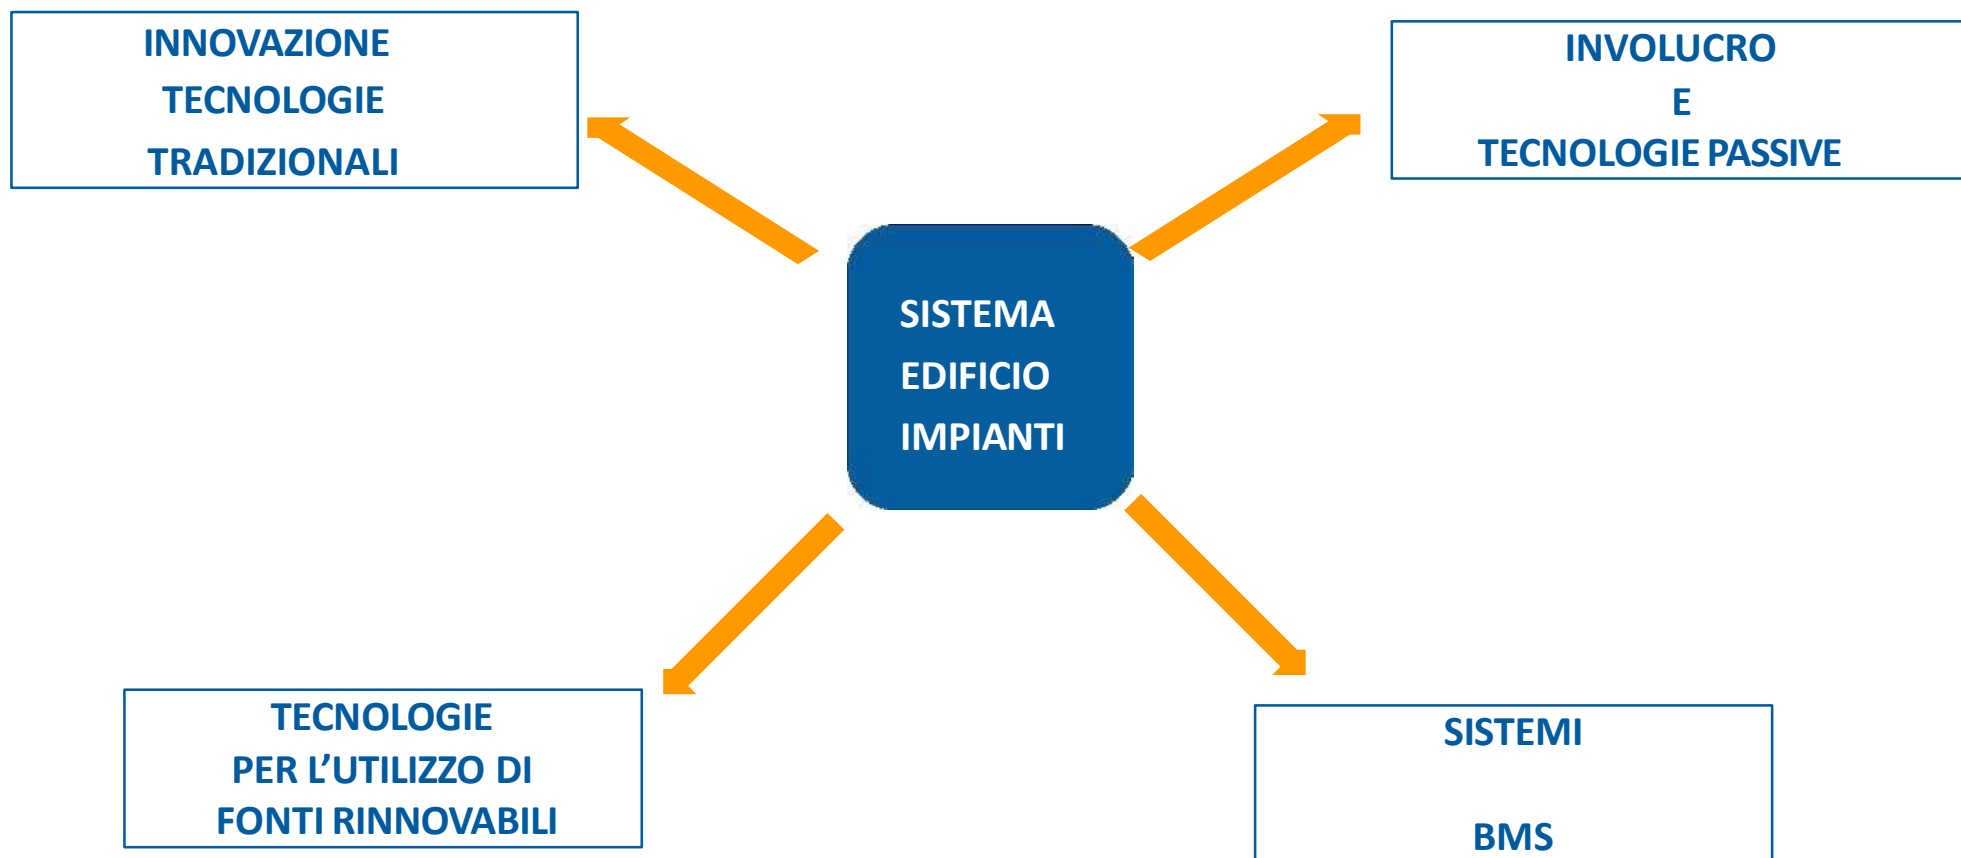 INNOVAZIONE
TECNOLOGIE
TRADIZIONALI
INVOLUCRO
E
TECNOLOGIE PASSIVE
SISTEMA
EDIFICIO
IMPIANTI
TECNOLOGIE
PER L’UTILIZZO DI
FONTI RINNOVABILI
SISTEMI
BMS